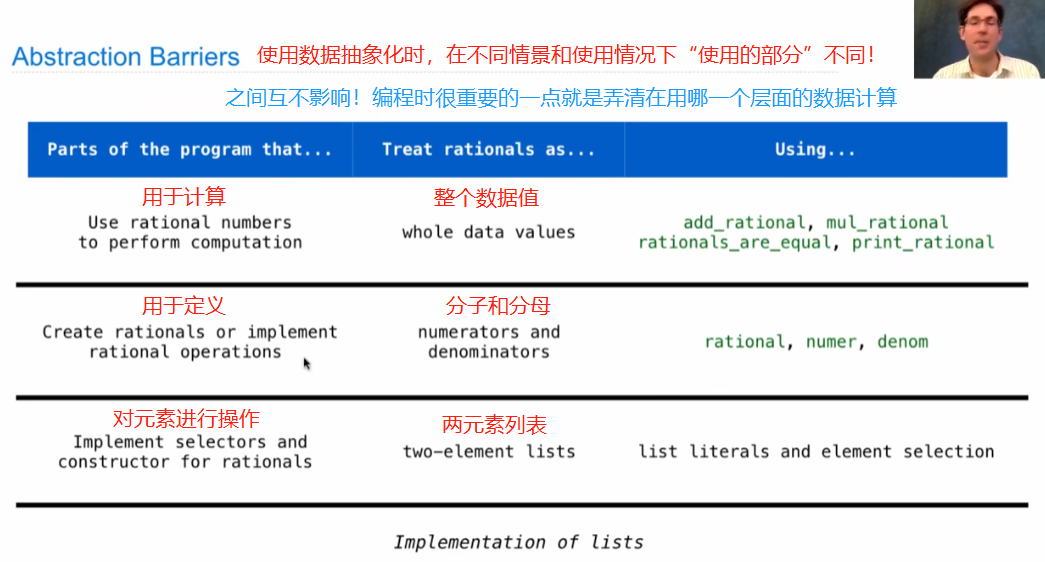 Abstraction Barriers 使用数据抽象化时，在不同情景和使用情况下“使用的部分”不同！
之间互不影响！编程时很重要的一点就是弄清在用哪一个层面的数据计算
Parts of the program that... Treat rationals as... Using...
用于计算 整个数据值
Use rational numbers
to perform computation
whole data values
add_rational, mul_rational
rationals_are_equal, print_rational
用于定义 分子和分母
Create rationals or implement
rational operations
numerators and
denominators
rational, numer, denom
对元素进行操作 两元素列表
Implement selectors and
constructor for rationals
two-element lists
list literals and element selection
Implementation of lists